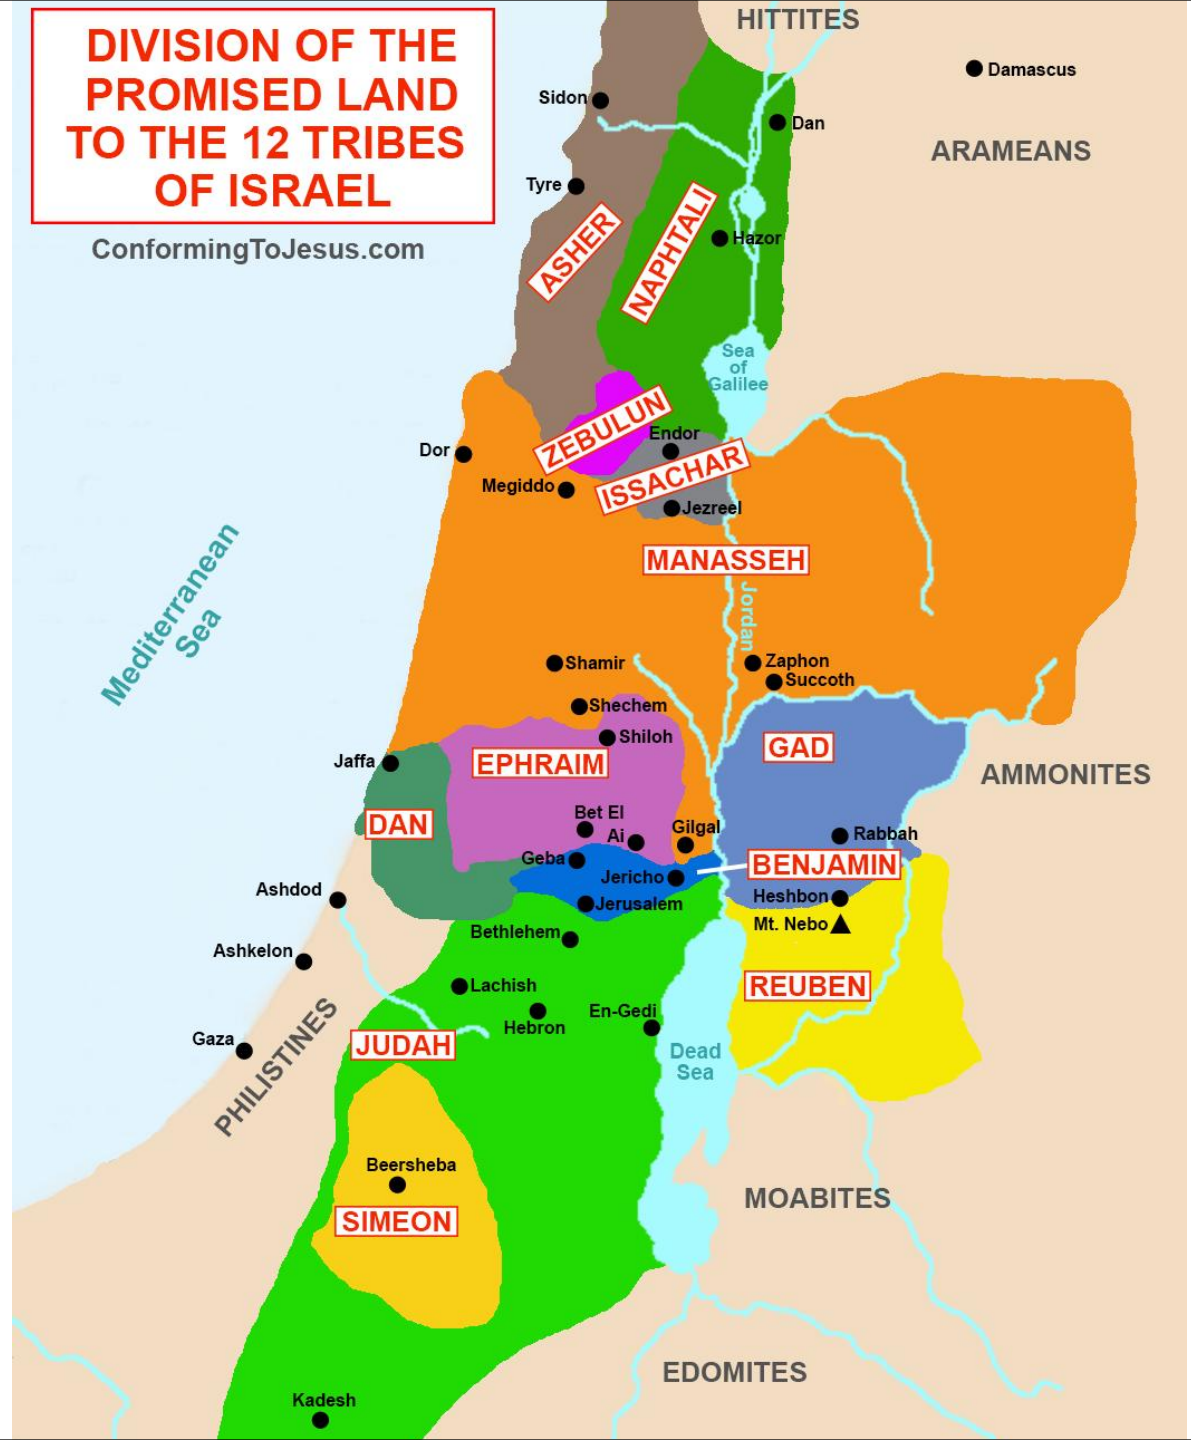 DIVISION OF THE
PROMISED LAND
TO THE 12 TRIBES
OF ISRAEL
ConformingToJesus.com
HITTITES
Damascus
Sidon
Dan
ARAMEANS
Tyre
ASHER
NAPHTALI
Hazor
Sea
of
Galilee
ZEBULUN
Endor
Dor
ISSACHAR
Megiddo
Jezreel
MANASSEH
Mediterranean
Sea
Jordan
Shamir
Zaphon
Succoth
Shechem
Shiloh
GAD
Jaffa
EPHRAIM
AMMONITES
DAN
Bet El
Ai
Gilgal
Rabbah
Geba
BENJAMIN
Jericho
Ashdod
Heshbon
Jerusalem
Mt. Nebo
Bethlehem
Ashkelon
Lachish
REUBEN
En-Gedi
Hebron
Gaza
JUDAH
PHILISTINES
Dead
Sea
Beersheba
MOABITES
SIMEON
EDOMITES
Kadesh